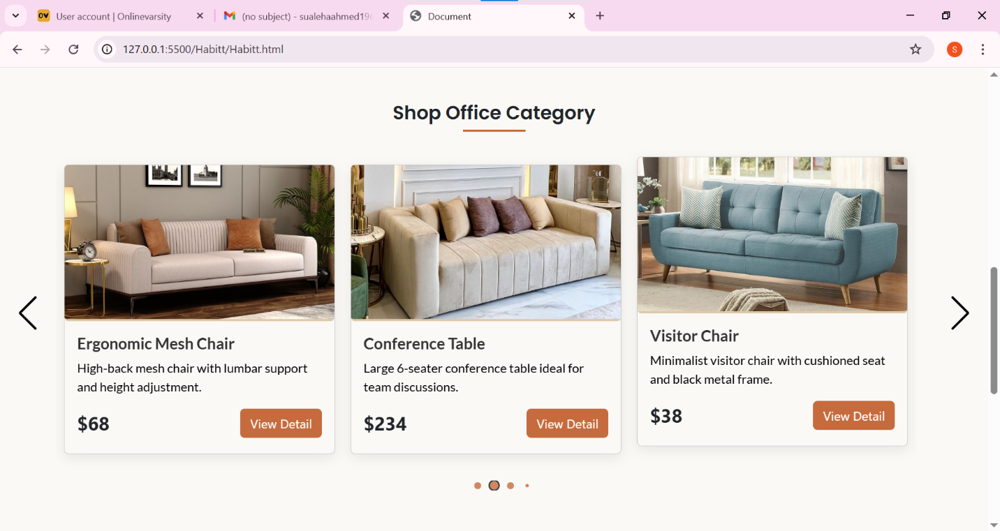 User account | Onlinevarsity
(no subject) - sualehaahmed19
Document
127.0.0.1:5500/Habitt/Habitt.html
S
Shop Office Category
Ergonomic Mesh Chair
High-back mesh chair with lumbar support
and height adjustment.
$68
View Detail
Conference Table
Large 6-seater conference table ideal for
team discussions.
$234
View Detail
Visitor Chair
Minimalist visitor chair with cushioned seat
and black metal frame.
$38
View Detail